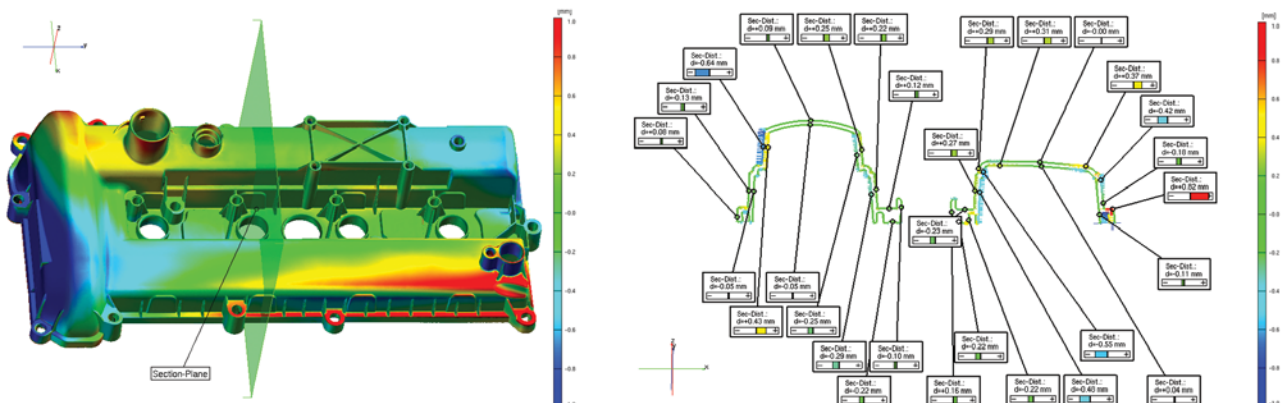 [mm]
1.0
0.8
0.6
0.4
0.2
-0.0
-0.2
-0.4
-0.6
-0.8
z
y
x
Section-Plane
[mm]
1.0
0.8
0.6
0.4
0.2
-0.0
-0.2
-0.4
-0.6
-0.8
Sec-Dist.:
d=+0.09 mm
Sec-Dist.:
d=+0.25 mm
Sec-Dist.:
d=+0.22 mm
Sec-Dist.:
d=+0.29 mm
Sec-Dist.:
d=+0.31 mm
Sec-Dist.:
d=-0.00 mm
Sec-Dist.:
d=-0.64 mm
Sec-Dist.:
d=+0.37 mm
Sec-Dist.:
d=+0.12 mm
Sec-Dist.:
d=-0.13 mm
Sec-Dist.:
d=-0.42 mm
Sec-Dist.:
d=+0.08 mm
Sec-Dist.:
d=+0.27 mm
Sec-Dist.:
d=-0.18 mm
Sec-Dist.:
d=+0.82 mm
Sec-Dist.:
d=-0.23 mm
Sec-Dist.:
d=-0.11 mm
Sec-Dist.:
d=-0.05 mm
Sec-Dist.:
d=-0.05 mm
Sec-Dist.:
d=+0.43 mm
Sec-Dist.:
d=-0.25 mm
Sec-Dist.:
d=-0.29 mm
Sec-Dist.:
d=-0.10 mm
Sec-Dist.:
d=-0.22 mm
Sec-Dist.:
d=-0.55 mm
Sec-Dist.:
d=-0.22 mm
Sec-Dist.:
d=+0.16 mm
Sec-Dist.:
d=-0.22 mm
Sec-Dist.:
d=-0.40 mm
Sec-Dist.:
d=+0.04 mm
x